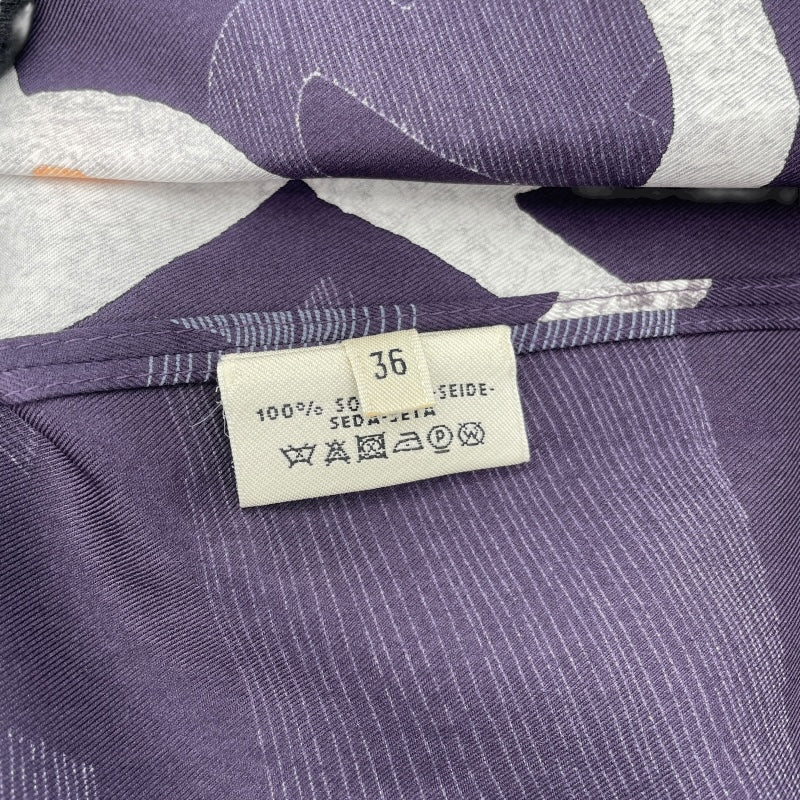 36
100% SO -SEIDE-
SEDA-SETA
P W